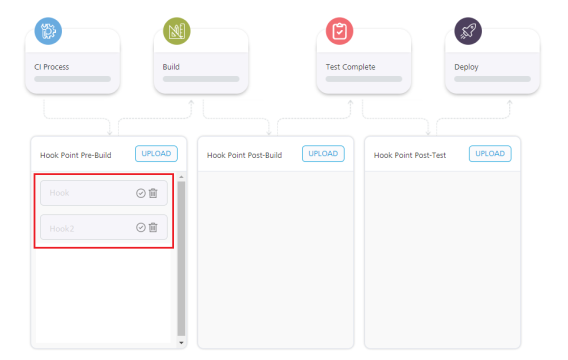 CI Process
Build
Test Complete
Deploy
Hook Point Pre-Build
UPLOAD
Hook Point Post-Build
UPLOAD
Hook Point Post-Test
UPLOAD
Hook
Hook2